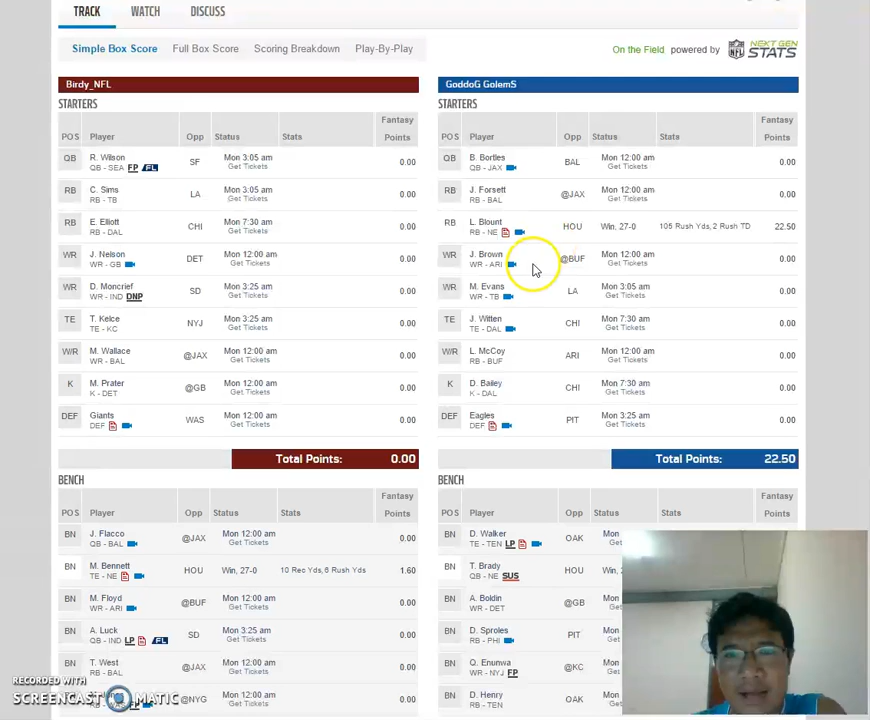 TRACK WATCH DISCUSS
Simple Box Score Full Box Score Scoring Breakdown Play-By-Play On the Field powered by NFL NEXT GEN STATS
Birdy_NFL
STARTERS
POS Player Opp Status Stats Fantasy Points
QB R. Wilson SF Mon 3:05 am 0.00
QB - SEA FP FL Get Tickets
RB C. Sims LA Mon 3:05 am 0.00
RB - TB Get Tickets
RB E. Elliott CHI Mon 7:30 am 0.00
RB - DAL Get Tickets
WR J. Nelson DET Mon 12:00 am 0.00
WR - GB Get Tickets
WR D. Moncrief SD Mon 3:25 am 0.00
WR - IND DNP Get Tickets
TE T. Kelce NYJ Mon 3:25 am 0.00
TE - KC Get Tickets
W/R M. Wallace @JAX Mon 12:00 am 0.00
WR - BAL Get Tickets
K M. Prater @GB Mon 12:00 am 0.00
K - DET Get Tickets
DEF Giants WAS Mon 12:00 am 0.00
DEF Get Tickets
Total Points: 0.00
BENCH
POS Player Opp Status Stats Fantasy Points
BN J. Flacco @JAX Mon 12:00 am 0.00
QB - BAL Get Tickets
BN M. Bennett HOU Win, 27-0 10 Rec Yds, 6 Rush Yds 1.60
TE - NE
BN M. Floyd @BUF Mon 12:00 am 0.00
WR - ARI Get Tickets
BN A. Luck SD Mon 3:25 am 0.00
QB - IND LP FL Get Tickets
BN T. West @JAX Mon 12:00 am 0.00
RB - BAL Get Tickets
BN @NYG Mon 12:00 am 0.00
Get Tickets
GoddoG GolemS
STARTERS
POS Player Opp Status Stats Fantasy Points
QB B. Bortles BAL Mon 12:00 am 0.00
QB - JAX Get Tickets
RB J. Forsett @JAX Mon 12:00 am 0.00
RB - BAL Get Tickets
RB L. Blount HOU Win, 27-0 105 Rush Yds, 2 Rush TD 22.50
RB - NE
WR J. Brown @BUF Mon 12:00 am 0.00
WR - ARI Get Tickets
WR M. Evans LA Mon 3:05 am 0.00
WR - TB Get Tickets
TE J. Witten CHI Mon 7:30 am 0.00
TE - DAL Get Tickets
W/R L. McCoy ARI Mon 12:00 am 0.00
RB - BUF Get Tickets
K D. Bailey CHI Mon 7:30 am 0.00
K - DAL Get Tickets
DEF Eagles PIT Mon 3:25 am 0.00
DEF Get Tickets
Total Points: 22.50
BENCH
POS Player Opp Status Stats Fantasy Points
BN D. Walker OAK Mon
TE - TEN LP Get
BN T. Brady HOU Win,
QB - NE SUS
BN A. Boldin @GB Mon
WR - DET Get
BN D. Sproles PIT Mon
RB - PHI Get
BN Q. Enunwa @KC Mon
WR - NYJ FP Get
BN D. Henry OAK Mon
RB - TEN Get
RECORDED WITH
SCREENCAST MATIC